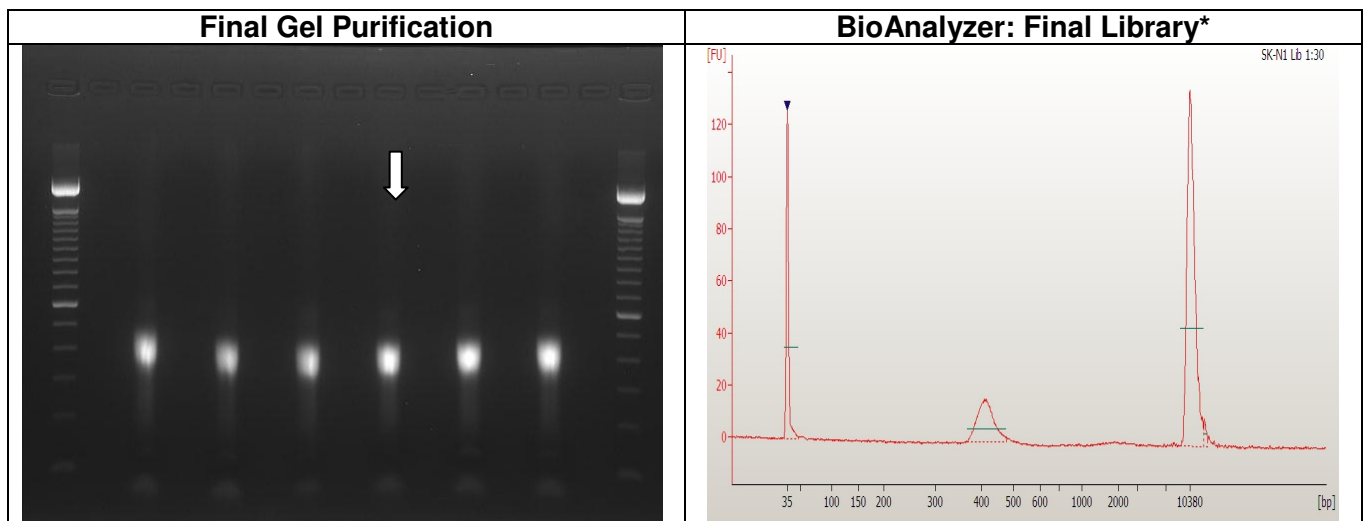 Final Gel Purification
BioAnalyzer: Final Library*
[FU]
SK-N1 Lib 1:30
120
100
80
60
40
20
0
35 100 150 200 300 400 500 600 1000 2000 10380 [bp]